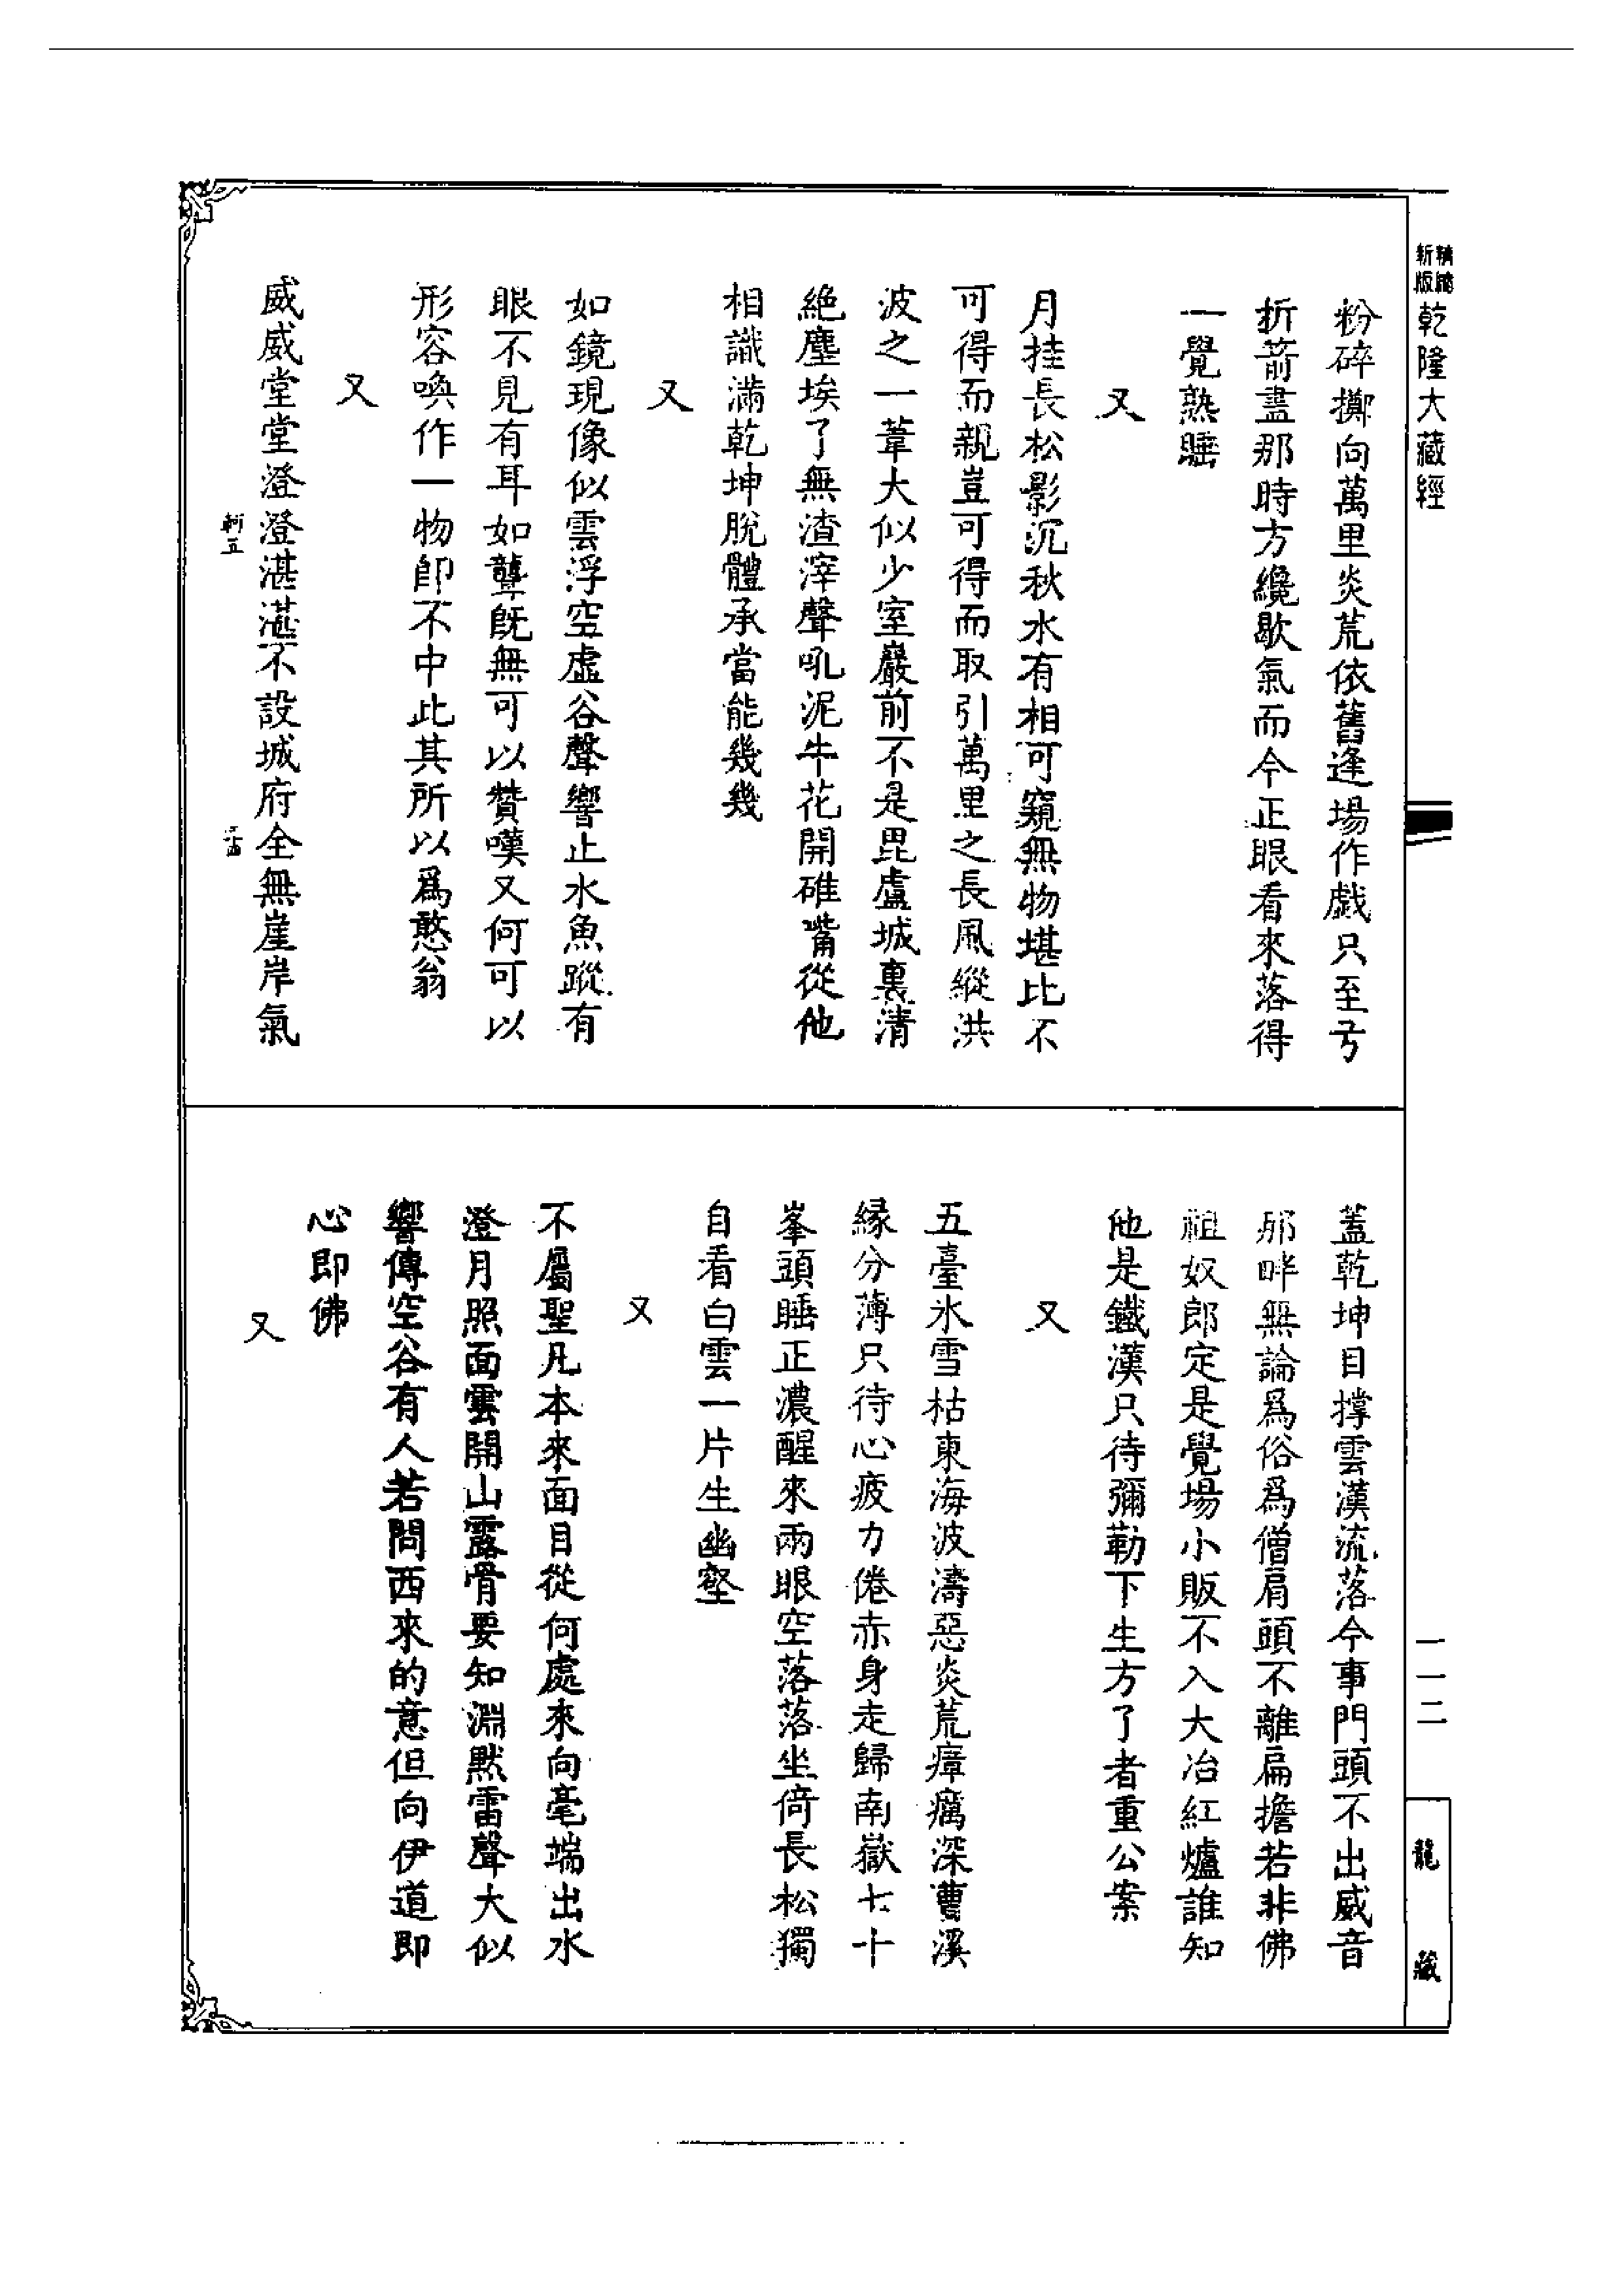 新版
乾隆大藏經
一一二
龍藏
粉碎擲向萬里炎荒依舊逢場作戲只至弓
折箭盡那時方纔歇氣而今正眼看來落得
一覺熟睡
又
月挂長松影沉秋水有相可窺無物堪比不
可得而親豈可得而取引萬里之長風縱洪
波之一葦大似少室巖前不是毘盧城裏清
絶塵埃了無渣滓聲吼泥牛花開碓嘴從他
相識滿乾坤脫體承當能幾幾
又
如鏡現像似雲浮空虛谷聲響止水魚蹤有
眼不見有耳如聾旣無可以贊嘆又何可以
形容喚作一物卽不中此其所以爲憨翁
又
威威堂堂澄澄湛湛不設城府全無崖岸氣
蓋乾坤目撑雲漢流落今事門頭不出威音
那畔無論爲俗爲僧肩頭不離扁擔若非佛
祖奴郎定是覺場小販不入大冶紅爐誰知
他是鐵漢只待彌勒下生方了者重公案
又
五臺氷雪枯東海波濤惡炎荒瘴癘深曹溪
緣分薄只待心疲力倦赤身走歸南嶽七十
峯頭睡正濃醒來兩眼空落落坐倚長松獨
自看白雲一片生幽壑
又
不屬聖凡本來面目從何處來向毫端出水
澄月照面雲開山露骨要知淵默雷聲大似
響傳空谷有人若問西來的意但向伊道即
心即佛
又